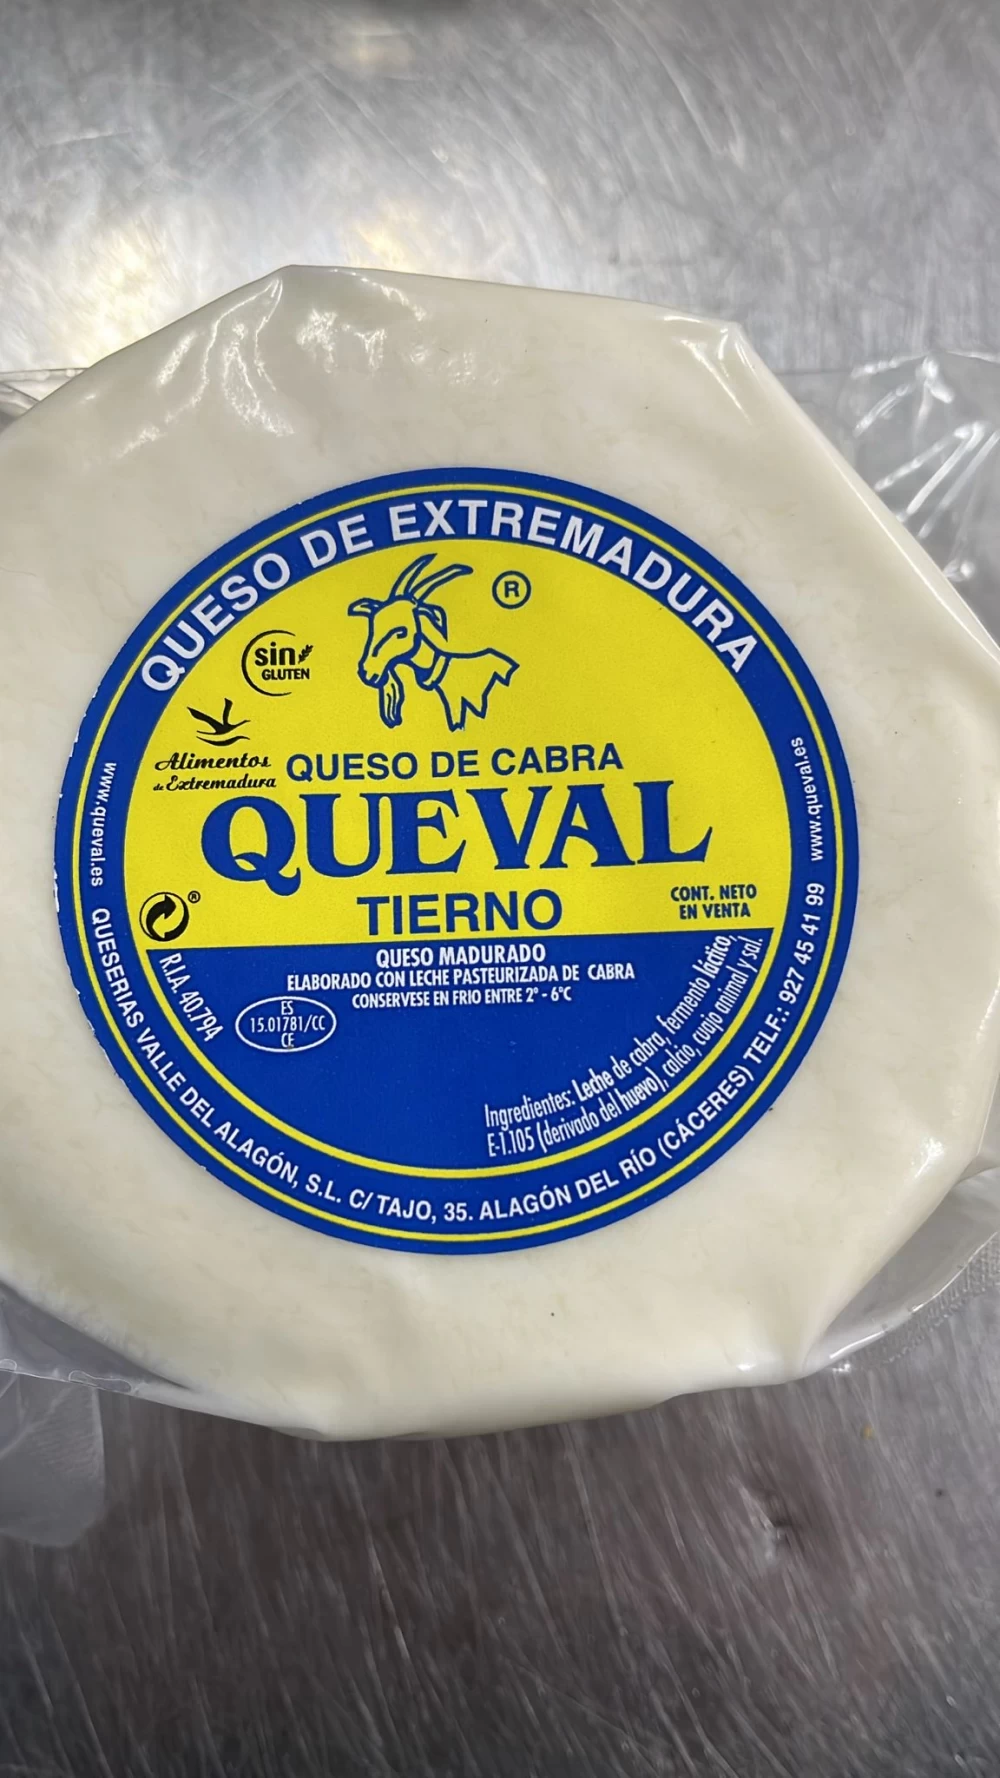 QUESO DE EXTREMADURA
®
sin
GLUTEN
Alimentos
de Extremadura
QUESO DE CABRA
QUEVAL
TIERNO
CONT. NETO
EN VENTA
®
QUESO MADURADO
ELABORADO CON LECHE PASTEURIZADA DE CABRA
CONSERVESE EN FRIO ENTRE 2º - 6ºC
R.I.A. 40.794
ES
15.01781/CC
CE
Ingredientes: Leche de cabra, fermento láctico,
E-1.105 (derivado del huevo), calcio, cuajo animal y sal.
www.queval.es
QUESERIAS VALLE DEL ALAGÓN, S.L. C/ TAJO, 35. ALAGÓN DEL RÍO (CÁCERES) TELF.: 927 45 41 99
www.queval.es